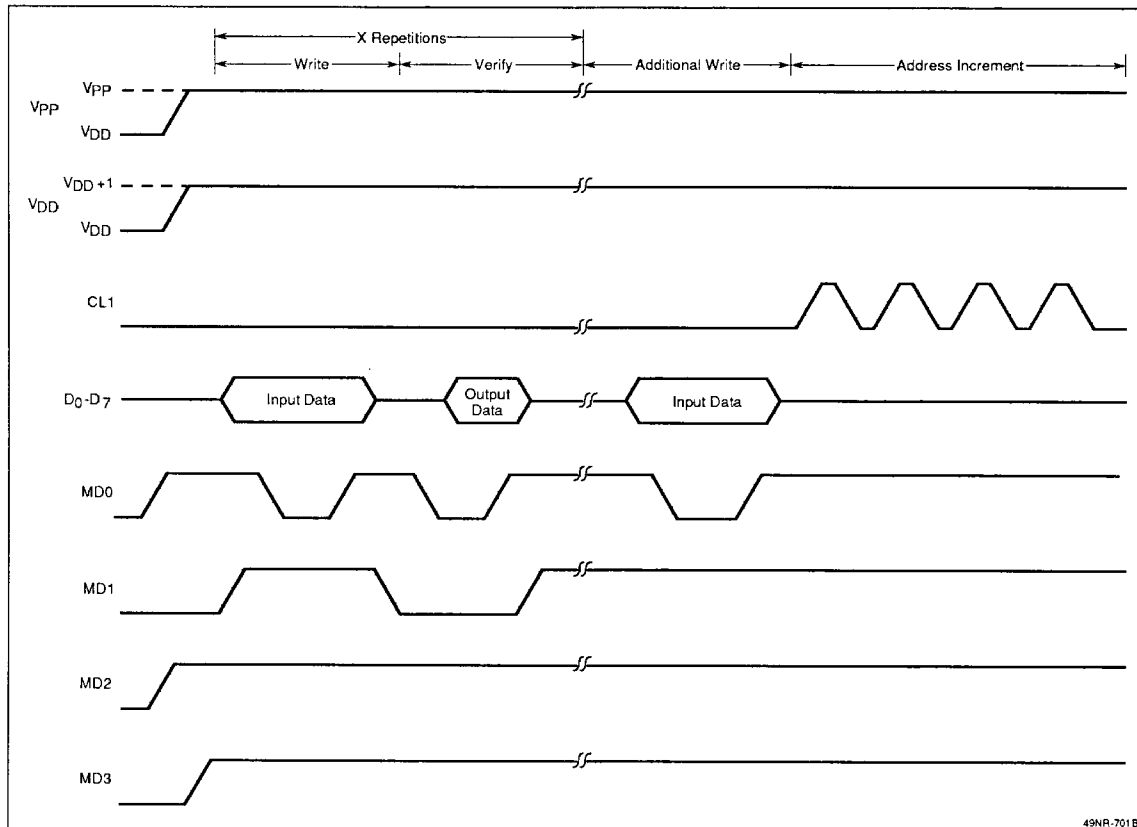 X Repetitions
Write Verify Additional Write Address Increment
VPP
VPP
VDD
VDD+1
VDD
VDD
CL1
D0-D7 Input Data Output Data Input Data
MD0
MD1
MD2
MD3
49NR-701B